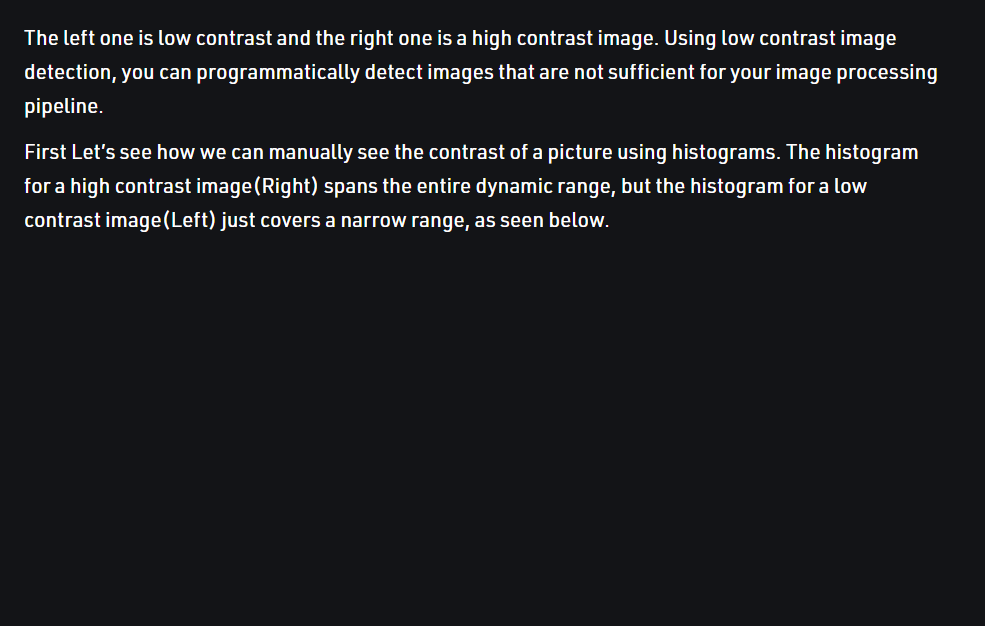 The left one is low contrast and the right one is a high contrast image. Using low contrast image
detection, you can programmatically detect images that are not sufficient for your image processing
pipeline.
First Let's see how we can manually see the contrast of a picture using histograms. The histogram
for a high contrast image(Right) spans the entire dynamic range, but the histogram for a low
contrast image(Left) just covers a narrow range, as seen below.